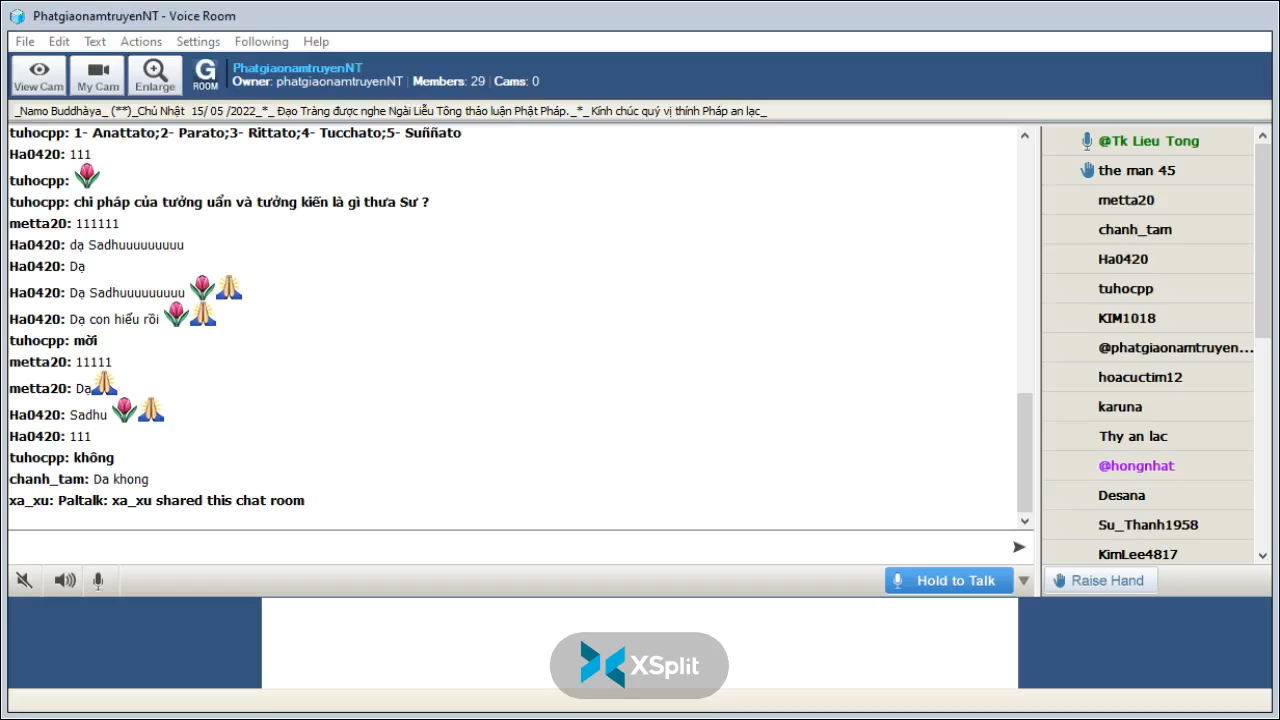 PhatgiaonamtruyenNT - Voice Room
File Edit Text Actions Settings Following Help
View Cam My Cam Enlarge G ROOM
PhatgiaonamtruyenNT
Owner: phatgiaonamtruyenNT Members: 29 Cams: 0
_Namo Buddhàya_ (**)_Chủ Nhật 15/ 05 /2022_*_ Đạo Tràng được nghe Ngài Liễu Tông thảo luận Phật Pháp._*_ Kính chúc quý vị thính Pháp an lạc_
tuhocpp: 1- Anattato;2- Parato;3- Rittato;4- Tucchato;5- Suññato
Ha0420: 111
tuhocpp:
tuhocpp: chi pháp của tưởng uẩn và tưởng kiến là gì thưa Sư ?
metta20: 111111
Ha0420: dạ Sadhuuuuuuuuu
Ha0420: Dạ
Ha0420: Dạ Sadhuuuuuuuuu
Ha0420: Dạ con hiểu rồi
tuhocpp: mời
metta20: 11111
metta20: Dạ
Ha0420: Sadhu
Ha0420: 111
tuhocpp: không
chanh_tam: Da khong
xa_xu: Paltalk: xa_xu shared this chat room
@Tk Lieu Tong
the man 45
metta20
chanh_tam
Ha0420
tuhocpp
KIM1018
@phatgiaonamtruyen...
hoacuctim12
karuna
Thy an lac
@hongnhat
Desana
Su_Thanh1958
KimLee4817
Hold to Talk
Raise Hand
XSplit